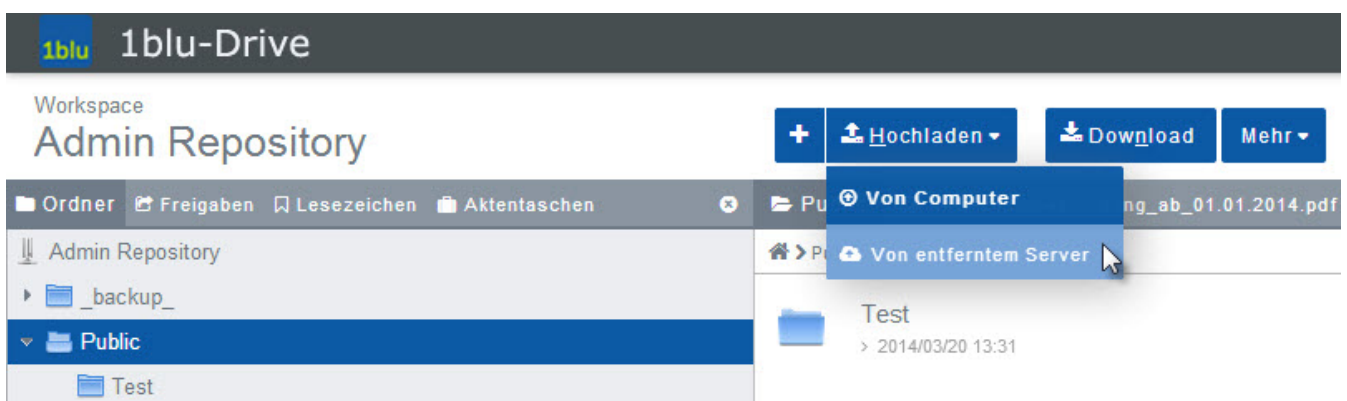 1blu 1blu-Drive
Workspace
Admin Repository
+ Hochladen Download Mehr
Ordner Freigaben Lesezeichen Aktentaschen
Von Computer
ng_ab_01.01.2014.pdf
Admin Repository
Von entferntem Server
_backup_
Public
Test
Test
> 2014/03/20 13:31